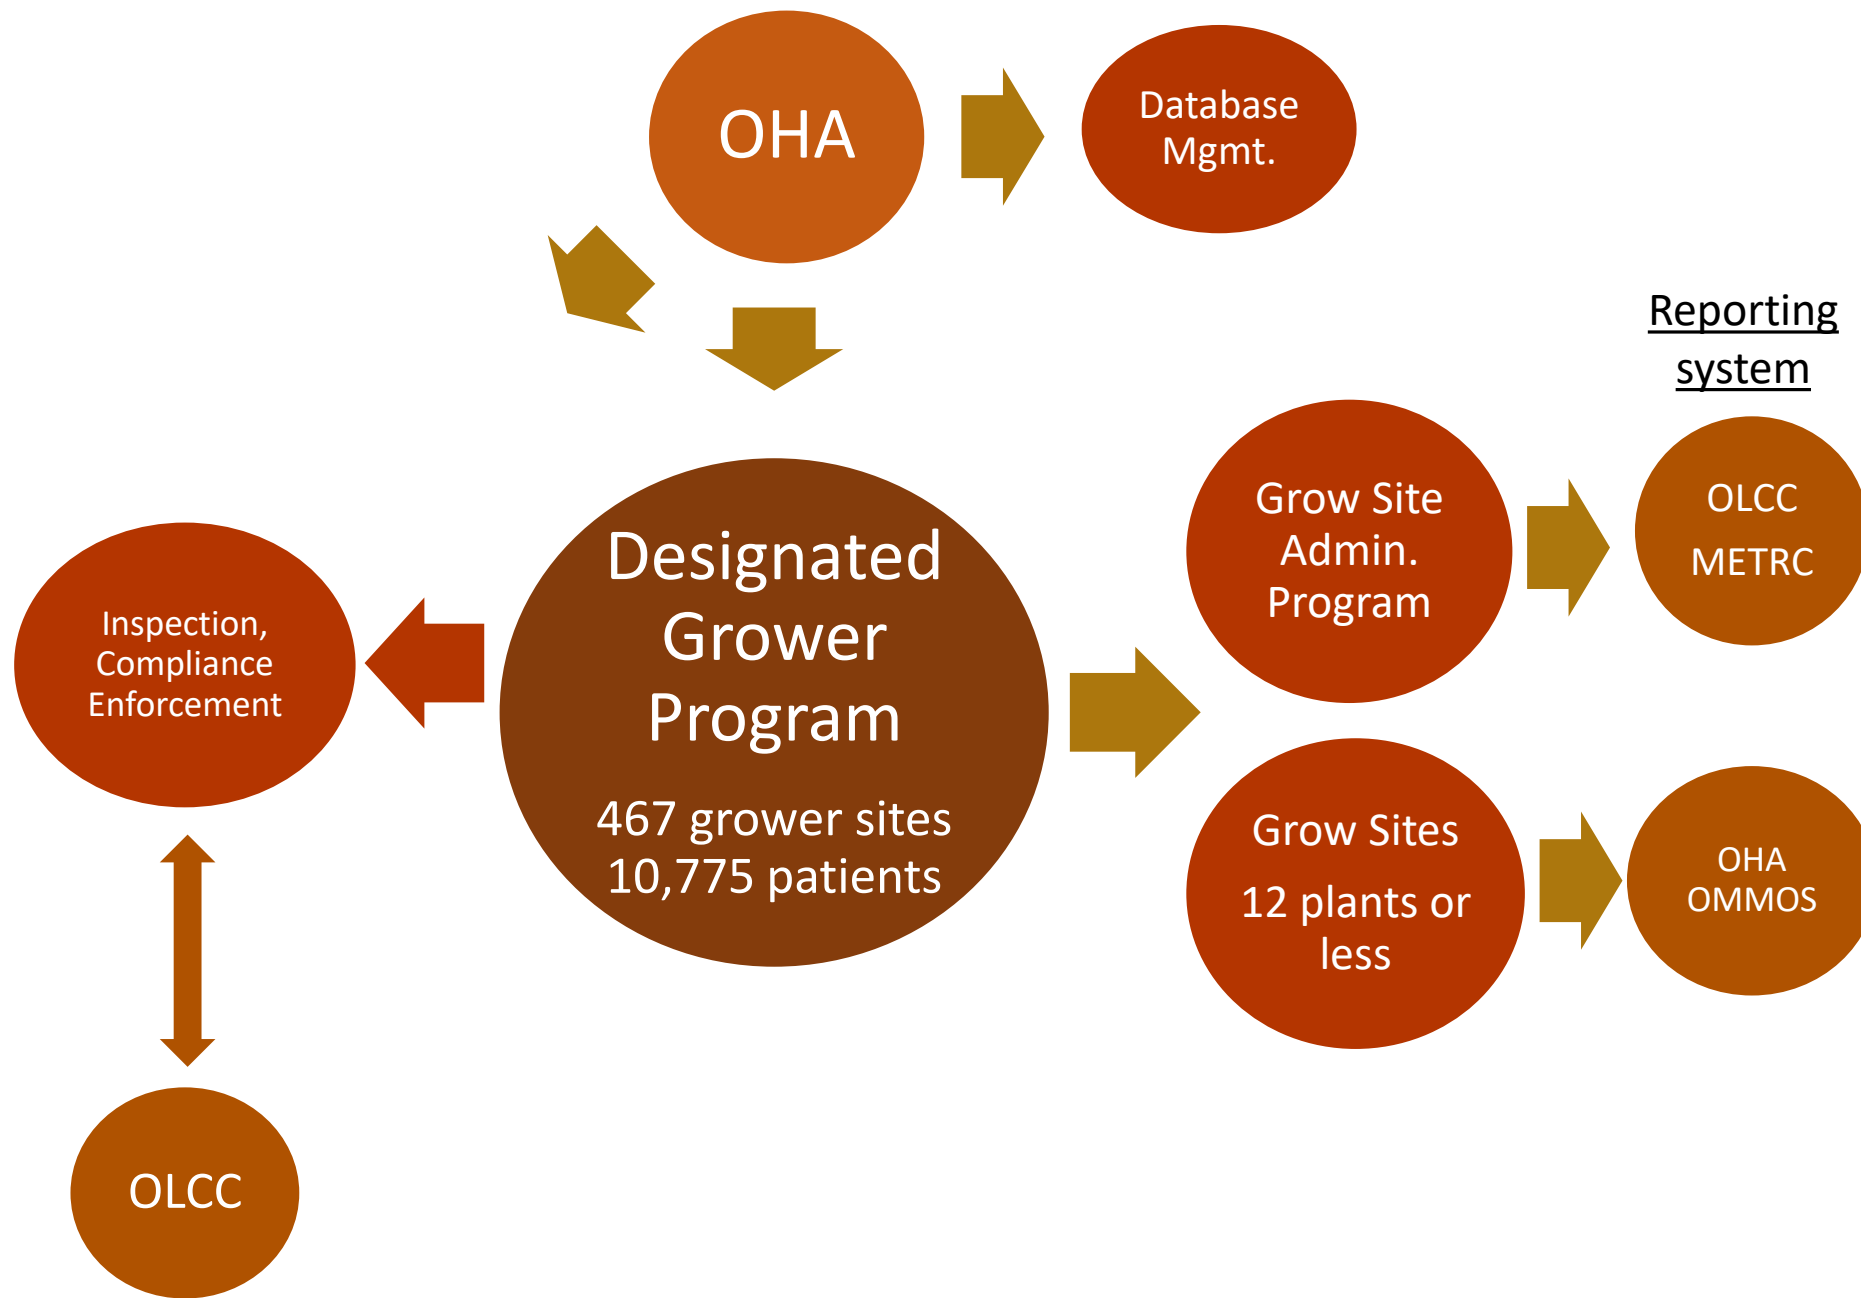 OHA
Database
Mgmt.
Reporting
system
Designated
Grower
Program
467 grower sites
10,775 patients
Inspection,
Compliance
Enforcement
OLCC
Grow Site
Admin.
Program
OLCC
METRC
Grow Sites
12 plants or
less
OHA
OMMOS